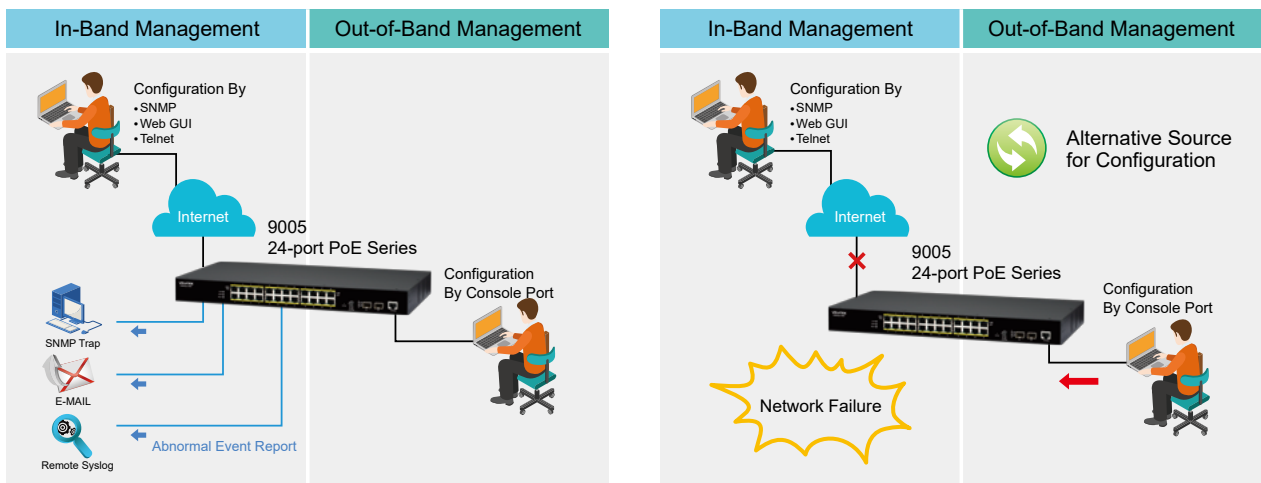 In-Band Management
Out-of-Band Management
Configuration By
•SNMP
•Web GUI
•Telnet
Internet
9005
24-port PoE Series
Configuration
By Console Port
SNMP Trap
E-MAIL
Remote Syslog
Abnormal Event Report
In-Band Management
Out-of-Band Management
Configuration By
•SNMP
•Web GUI
•Telnet
Alternative Source
for Configuration
Internet
9005
24-port PoE Series
Configuration
By Console Port
Network Failure